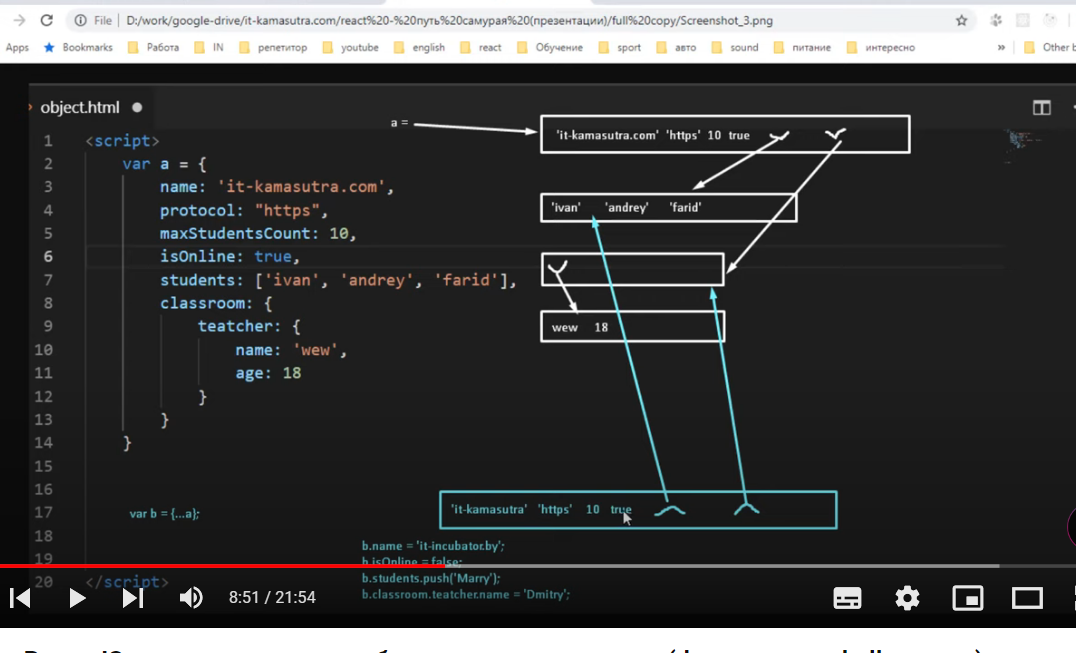 File D:/work/google-drive/it-kamasutra.com/react%20-%20путь%20самурая%20(презентации)/full%20copy/Screenshot_3.png
Apps Bookmarks Работа IN репетитор youtube english react Обучение sport авто sound питание интересно » Other b
object.html
a =
'it-kamasutra.com' 'https' 10 true
'ivan' 'andrey' 'farid'
wew 18
1 <script>
2 var a = {
3 name: 'it-kamasutra.com',
4 protocol: "https",
5 maxStudentsCount: 10,
6 isOnline: true,
7 students: ['ivan', 'andrey', 'farid'],
8 classroom: {
9 teatcher: {
10 name: 'wew',
11 age: 18
12 }
13 }
14 }
15
16
17 var b = {...a};
18
19
20 </script>
'it-kamasutra' 'https' 10 true
b.name = 'it-incubator.by';
b.isOnline = false;
b.students.push('Marry');
b.classroom.teatcher.name = 'Dmitry';
8:51 / 21:54